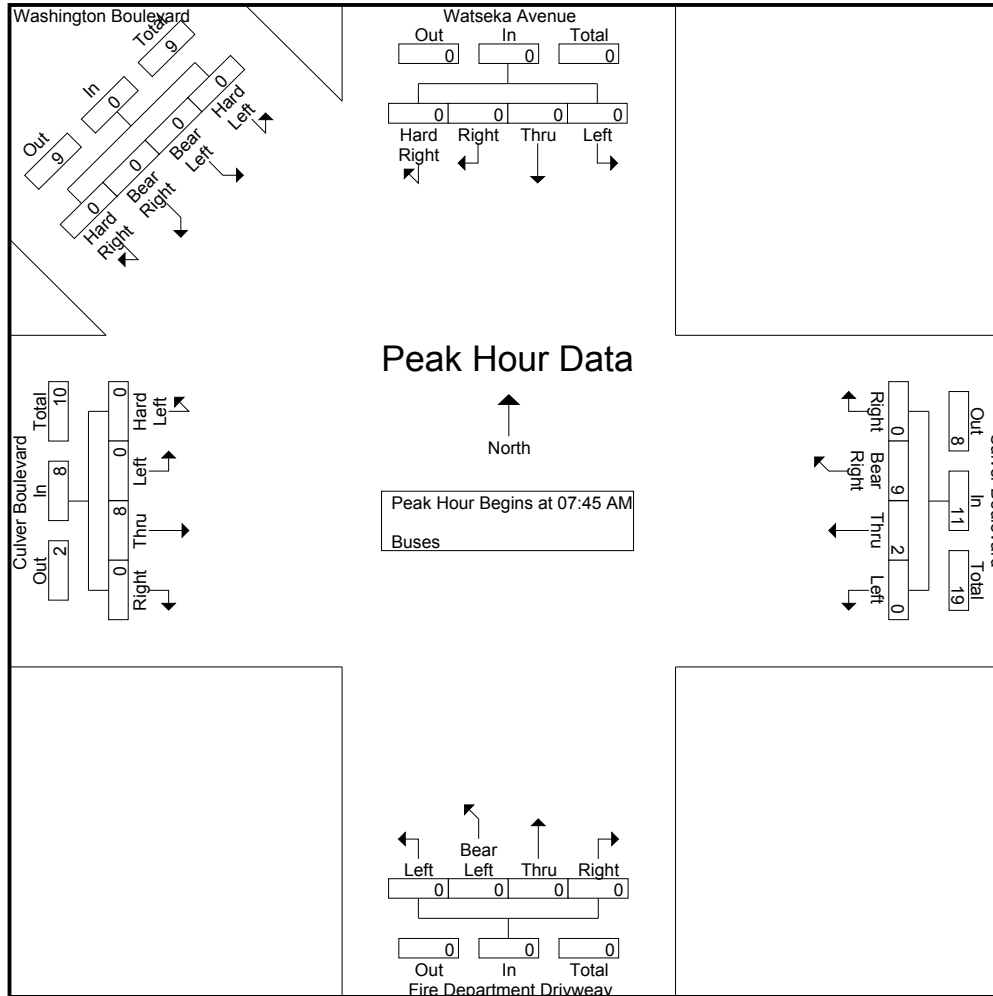 Washington Boulevard
Total
9
In
0
Out
9
0
Hard
Left
0
Bear
Left
0
Bear
Right
0
Hard
Right
Watseka Avenue
Out In Total
0 0 0
0 0 0 0
Hard
Right
Right
Thru
Left
Peak Hour Data
North
Peak Hour Begins at 07:45 AM
Buses
Culver Boulevard
Total
10
In
8
Out
2
0
Hard
Left
0
Left
8
Thru
0
Right
Right
0
Bear
Right
9
Thru
2
Left
0
Out
8
In
11
Total
19
Left
Bear
Left
Thru
Right
0 0 0 0
0 0 0
Out In Total
Fire Department Driveway